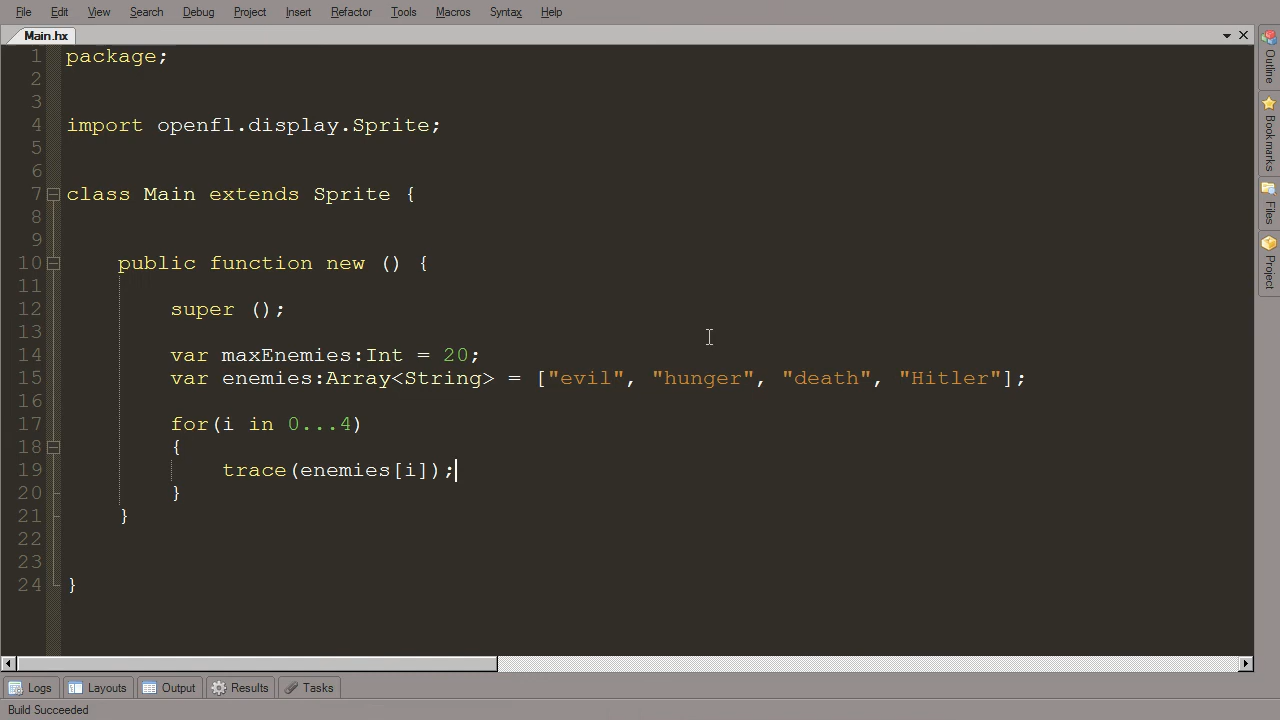 File Edit View Search Debug Project Insert Refactor Tools Macros Syntax Help
Main.hx
1 package;
2
3
4 import openfl.display.Sprite;
5
6
7 class Main extends Sprite {
8
9
10 public function new () {
11
12 super ();
13
14 var maxEnemies:Int = 20;
15 var enemies:Array<String> = ["evil", "hunger", "death", "Hitler"];
16
17 for(i in 0...4)
18 {
19 trace(enemies[i]);
20 }
21 }
22
23
24 }
Outline
Bookmarks
Files
Project
Logs Layouts Output Results Tasks
Build Succeeded